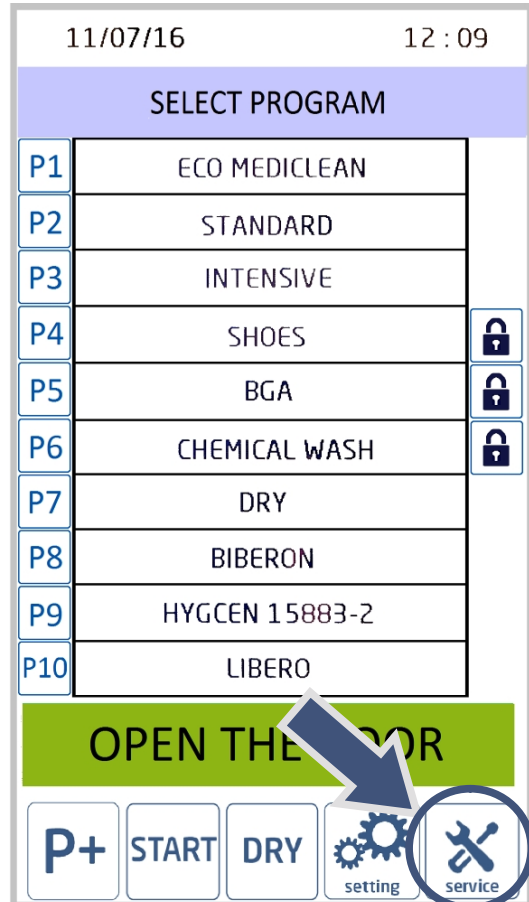 11/07/16 12:09
SELECT PROGRAM
P1 ECO MEDICLEAN
P2 STANDARD
P3 INTENSIVE
P4 SHOES
P5 BGA
P6 CHEMICAL WASH
P7 DRY
P8 BIBERON
P9 HYGCEN 15883-2
P10 LIBERO
OPEN THE DOOR
P+ START DRY setting service